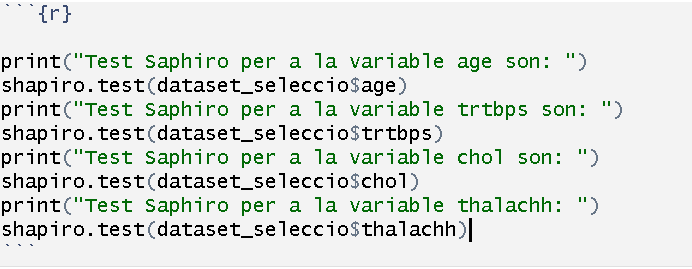 ```{r}
print("Test Saphiro per a la variable age son: ")
shapiro.test(dataset_seleccio$age)
print("Test Saphiro per a la variable trtbps son: ")
shapiro.test(dataset_seleccio$trtbps)
print("Test Saphiro per a la variable chol son: ")
shapiro.test(dataset_seleccio$chol)
print("Test Saphiro per a la variable thalachh: ")
shapiro.test(dataset_seleccio$thalachh)
```